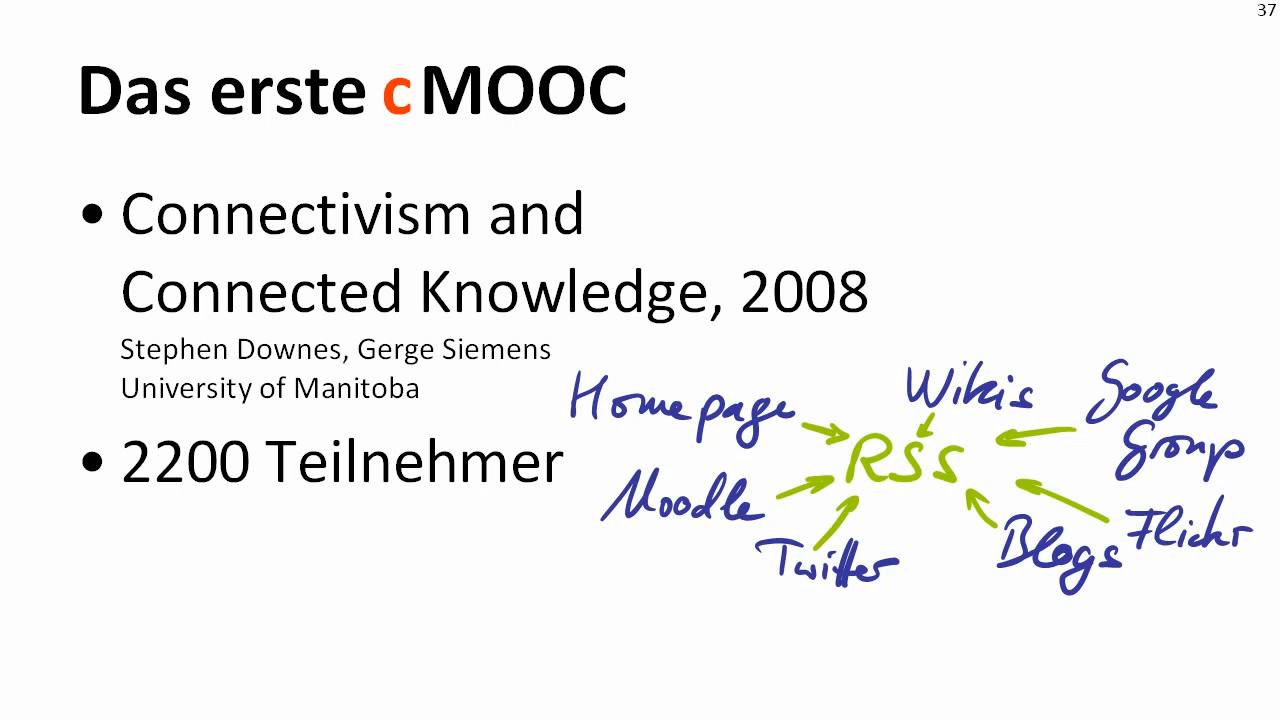 37
Das erste cMOOC
• Connectivism and
Connected Knowledge, 2008
Stephen Downes, Gerge Siemens
University of Manitoba
• 2200 Teilnehmer
Homepage
Wikis
Google
Groups
RSS
Moodle
Twitter
Blogs
Flickr